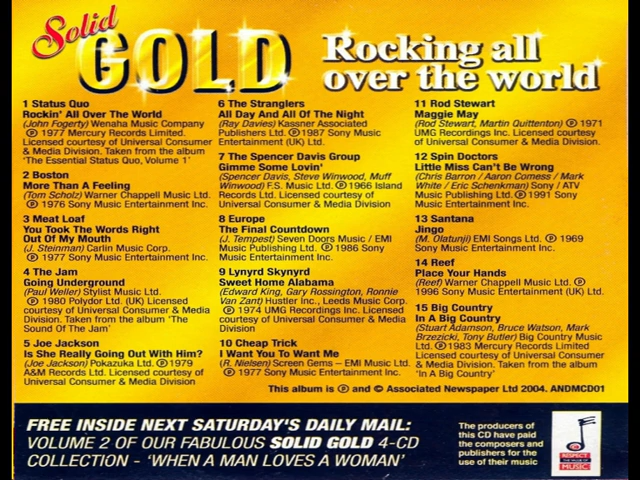 Solid
GOLD
Rocking all
over the world
1 Status Quo
Rockin' All Over The World
(John Fogerty) Wenaha Music Company
℗ 1977 Mercury Records Limited.
Licensed courtesy of Universal Consumer
& Media Division. Taken from the album
'The Essential Status Quo, Volume 1'
2 Boston
More Than a Feeling
(Tom Scholz) Warner Chappell Music Ltd.
℗ 1976 Sony Music Entertainment Inc.
3 Meat Loaf
You Took The Words Right
Out Of My Mouth
(J. Steinman) Carlin Music Corp.
℗ 1977 Sony Music Entertainment Inc.
4 The Jam
Going Underground
(Paul Weller) Stylist Music Ltd.
℗ 1980 Polydor Ltd. (UK) Licensed
courtesy of Universal Consumer & Media
Division. Taken from the album 'The
Sound Of The Jam'
5 Joe Jackson
Is She Really Going Out With Him?
(Joe Jackson) Pokazuka Ltd. ℗ 1979
A&M Records Ltd. Licensed courtesy of
Universal Consumer & Media Division
6 The Stranglers
All Day And All Of The Night
(Ray Davies) Kassner Associated
Publishers Ltd. ℗ 1987 Sony Music
Entertainment (UK) Ltd.
7 The Spencer Davis Group
Gimme Some Lovin'
(Spencer Davis, Steve Winwood, Muff
Winwood) F.S. Music Ltd. ℗ 1966 Island
Records Ltd. Licensed courtesy of
Universal Consumer & Media Division
8 Europe
The Final Countdown
(J. Tempest) Seven Doors Music / EMI
Music Publishing Ltd. ℗ 1986 Sony
Music Entertainment Inc.
9 Lynyrd Skynyrd
Sweet Home Alabama
(Edward King, Gary Rossington, Ronnie
Van Zant) Hustler Inc., Leeds Music Corp.
℗ 1974 UMG Recordings Inc. Licensed
courtesy of Universal Consumer & Media
Division
10 Cheap Trick
I Want You To Want Me
(R. Nielsen) Screen Gems – EMI Music Ltd.
℗ 1977 Sony Music Entertainment Inc.
11 Rod Stewart
Maggie May
(Rod Stewart, Martin Quittenton) ℗ 1971
UMG Recordings Inc. Licensed courtesy
of Universal Consumer & Media Division.
12 Spin Doctors
Little Miss Can't Be Wrong
(Chris Barron / Aaron Comess / Mark
White / Eric Schenkman) Sony / ATV
Music Publishing Ltd. ℗ 1991 Sony
Music Entertainment Inc.
13 Santana
Jingo
(M. Olatunji) EMI Songs Ltd. ℗ 1969
Sony Music Entertainment Inc.
14 Reef
Place Your Hands
(Reef) Warner Chappell Music Ltd. ℗
1996 Sony Music Entertainment (UK) Ltd.
15 Big Country
In A Big Country
(Stuart Adamson, Bruce Watson, Mark
Brzezicki, Tony Butler) Big Country Music
Ltd. ℗ 1983 Mercury Records Limited
Licensed courtesy of Universal Consumer
& Media Division. Taken from the album
'In A Big Country'
This album is ℗ and © Associated Newspaper Ltd 2004. ANDMCD01
FREE INSIDE NEXT SATURDAY'S DAILY MAIL:
VOLUME 2 OF OUR FABULOUS SOLID GOLD 4-CD
COLLECTION - 'WHEN A MAN LOVES A WOMAN'
The producers of
this CD have paid
the composers and
publishers for the
use of their music
RESPECT
THE VALUE OF
MUSIC